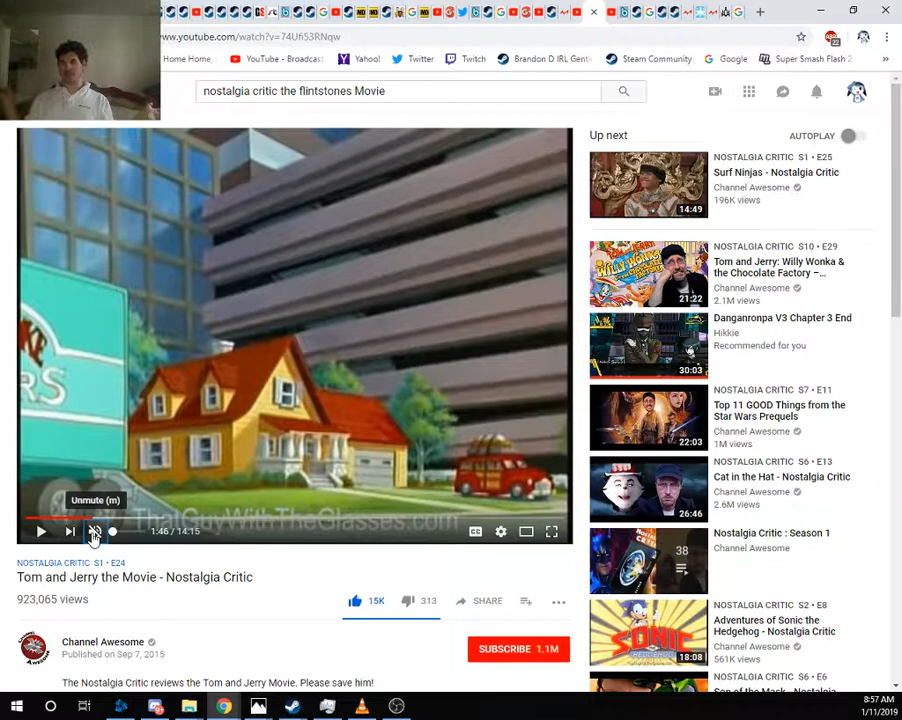 www.youtube.com/watch?v=74Ufi53RNqw
Home Home,
YouTube - Broadcast
Yahoo!
Twitter
Twitch
Brandon D IRL Genti
Steam Community
Google
Super Smash Flash 2
»
nostalgia critic the flintstones Movie
22
Up next
AUTOPLAY
NOSTALGIA CRITIC S1 • E25
Surf Ninjas - Nostalgia Critic
Channel Awesome
196K views
14:49
NOSTALGIA CRITIC S10 • E29
Tom and Jerry: Willy Wonka &
the Chocolate Factory –...
Channel Awesome
2.1M views
21:22
Danganronpa V3 Chapter 3 End
Hikkie
Recommended for you
30:03
NOSTALGIA CRITIC S7 • E11
Top 11 GOOD Things from the
Star Wars Prequels
Channel Awesome
1M views
22:03
NOSTALGIA CRITIC S6 • E13
Cat in the Hat - Nostalgia Critic
Channel Awesome
2.6M views
26:46
Nostalgia Critic : Season 1
Channel Awesome
38
NOSTALGIA CRITIC S2 • E8
Adventures of Sonic the
Hedgehog - Nostalgia Critic
Channel Awesome
561K views
18:08
NOSTALGIA CRITIC S6 • E6
Son of the Mask - Nostalgia
RS
ThatGuyWithTheGlasses.com
Unmute (m)
1:46 / 14:15
CC
NOSTALGIA CRITIC S1 • E24
Tom and Jerry the Movie - Nostalgia Critic
923,065 views
15K
313
SHARE
Channel Awesome
Published on Sep 7, 2015
SUBSCRIBE 1.1M
The Nostalgia Critic reviews the Tom and Jerry Movie. Please save him!
8:57 AM
1/11/2019